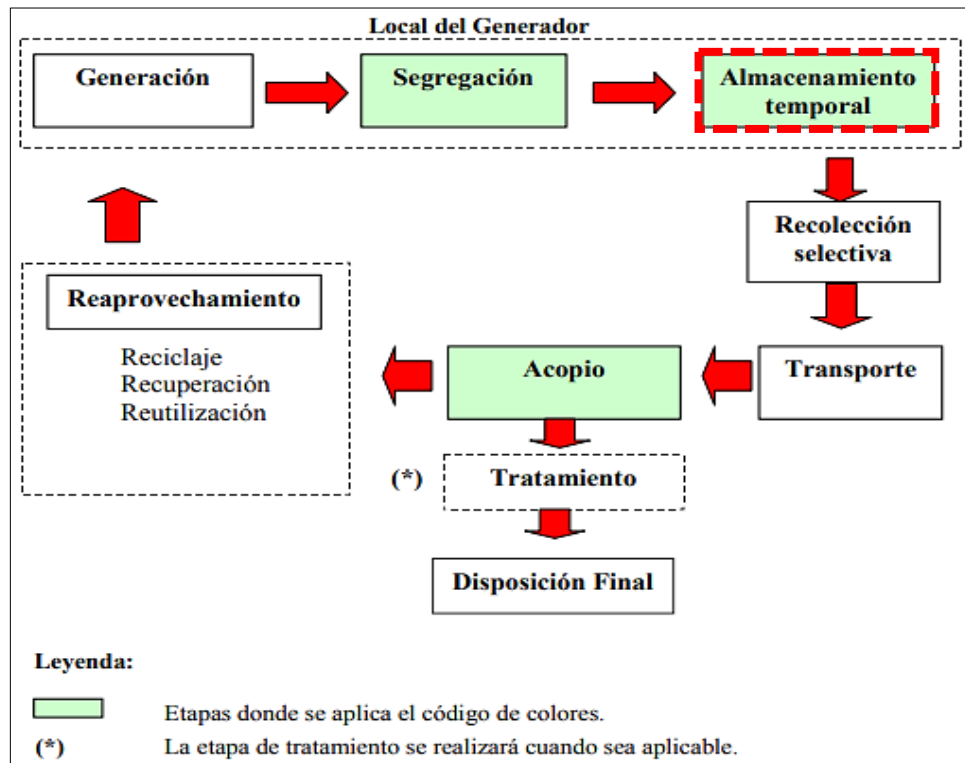 Local del Generador
Generación
Segregación
Almacenamiento
temporal
Recolección
selectiva
Reaprovechamiento
Reciclaje
Recuperación
Reutilización
Acopio
Transporte
(*)
Tratamiento
Disposición Final
Leyenda:
Etapas donde se aplica el código de colores.
(*) La etapa de tratamiento se realizará cuando sea aplicable.